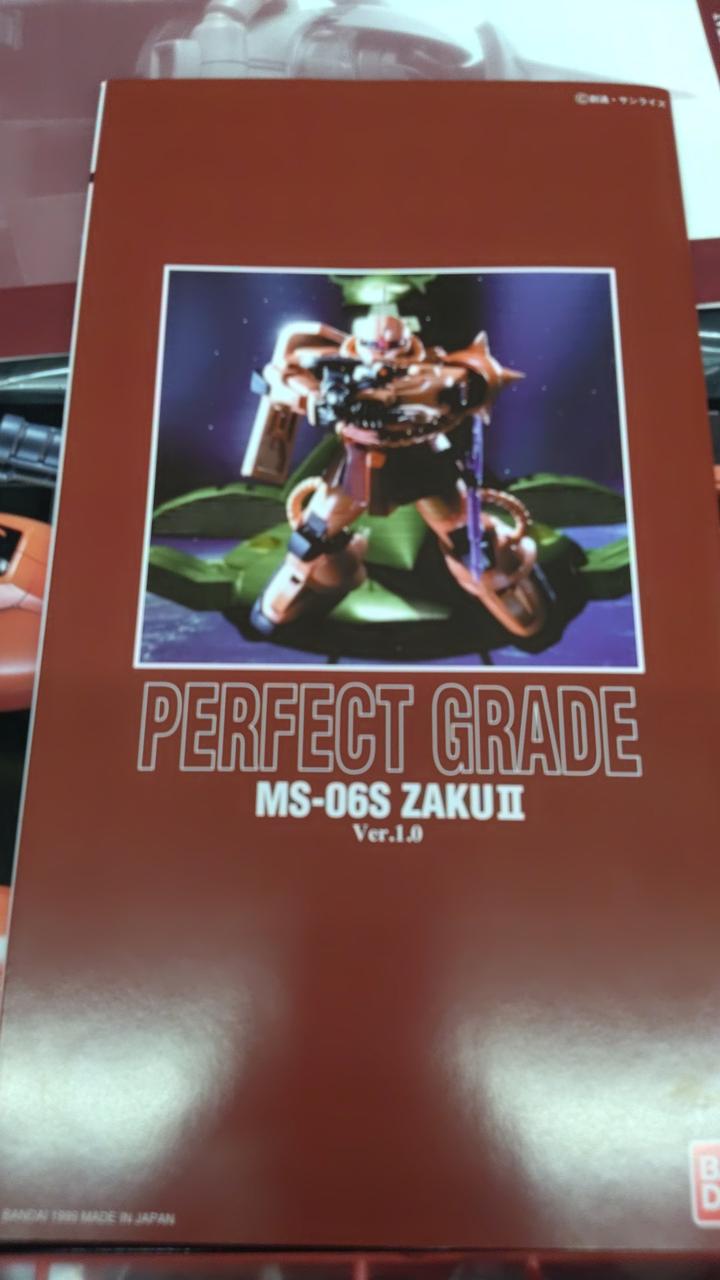 ©創通・サンライズ
PERFECT GRADE
MS-06S ZAKUⅡ
Ver.1.0
BANDAI 1999 MADE IN JAPAN